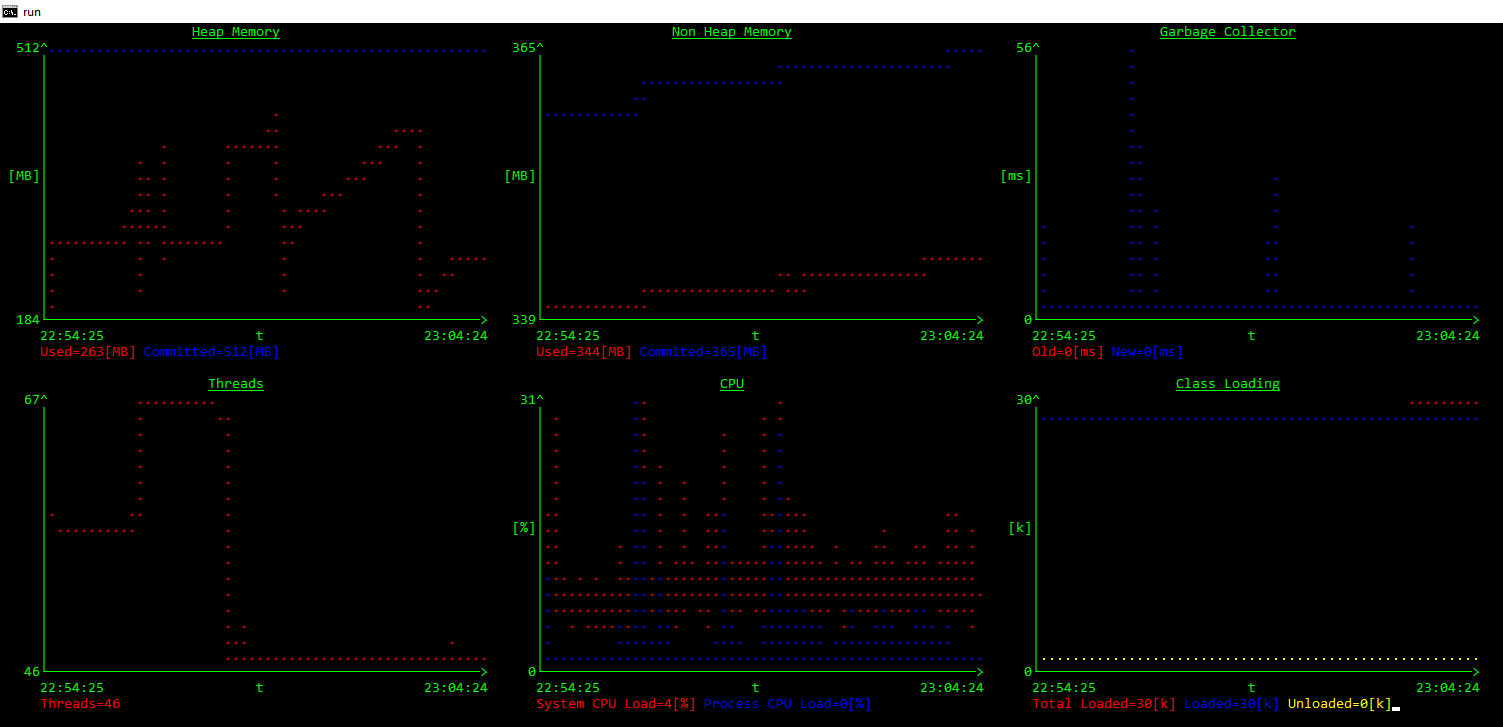 run
Heap Memory
512^
[MB]
184
22:54:25 t 23:04:24
Used=263[MB] Committed=512[MB]
Non Heap Memory
365^
[MB]
339
22:54:25 t 23:04:24
Used=344[MB] Commited=365[MB]
Garbage Collector
56^
[ms]
0
22:54:25 t 23:04:24
Old=0[ms] New=0[ms]
Threads
67^
46
22:54:25 t 23:04:24
Threads=46
CPU
31^
[%]
0
22:54:25 t 23:04:24
System CPU Load=4[%] Process CPU Load=0[%]
Class Loading
30^
[k]
0
22:54:25 t 23:04:24
Total Loaded=30[k] Loaded=30[k] Unloaded=0[k]